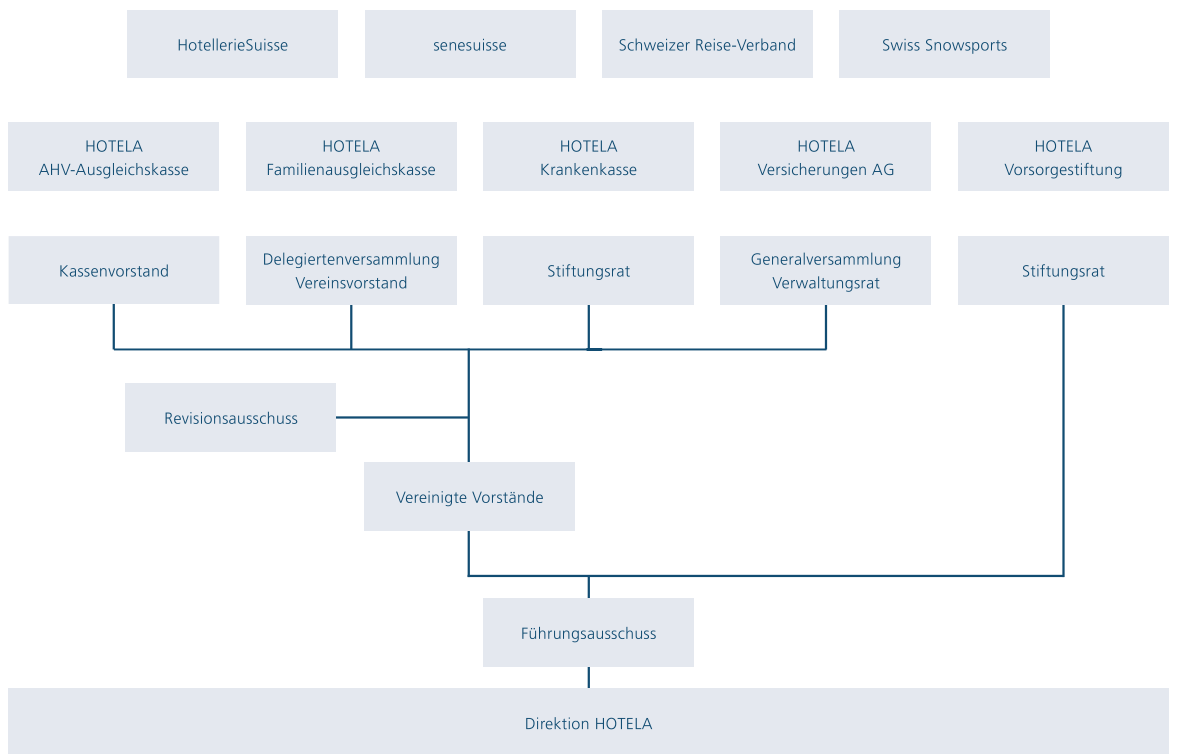 HotellerieSuisse
senesuisse
Schweizer Reise-Verband
Swiss Snowsports
HOTELA
AHV-Ausgleichskasse
HOTELA
Familienausgleichskasse
HOTELA
Krankenkasse
HOTELA
Versicherungen AG
HOTELA
Vorsorgestiftung
Kassenvorstand
Delegiertenversammlung
Vereinsvorstand
Stiftungsrat
Generalversammlung
Verwaltungsrat
Stiftungsrat
Revisionsausschuss
Vereinigte Vorstände
Führungsausschuss
Direktion HOTELA